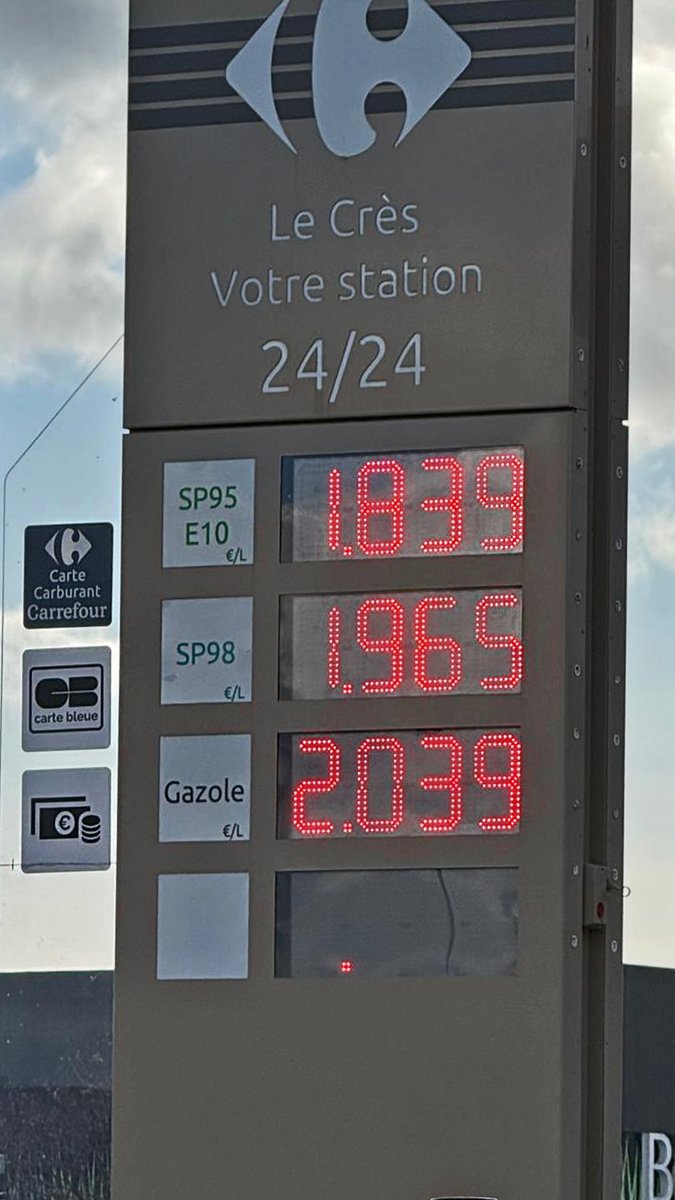 Le Crès
Votre station
24/24
SP95
E10
€/L
1.839
SP98
€/L
1.965
Gazole
€/L
2.039
Carte
Carburant
Carrefour
CB
carte bleue
€
B